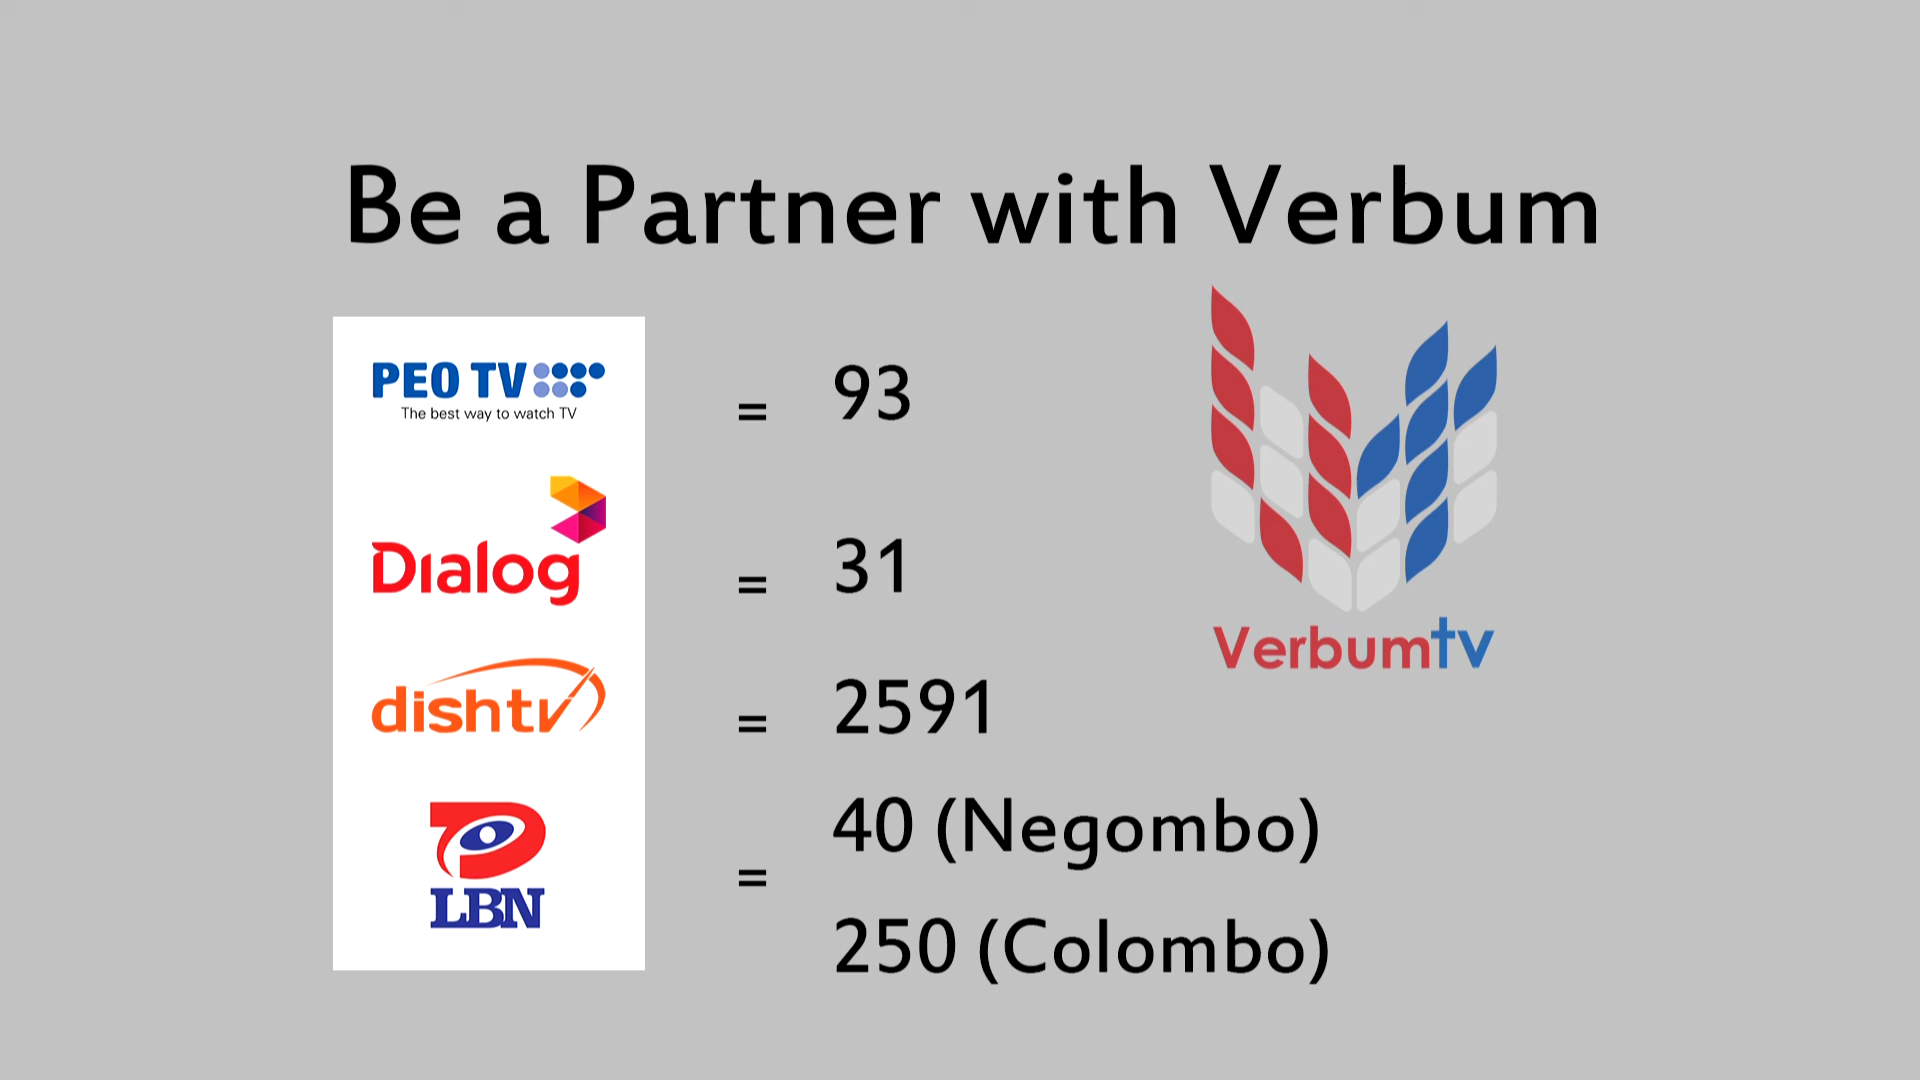 Be a Partner with Verbum
PEO TV
The best way to watch TV
= 93
Dialog
= 31
dishtv
= 2591
LBN
= 40 (Negombo)
250 (Colombo)
Verbumtv